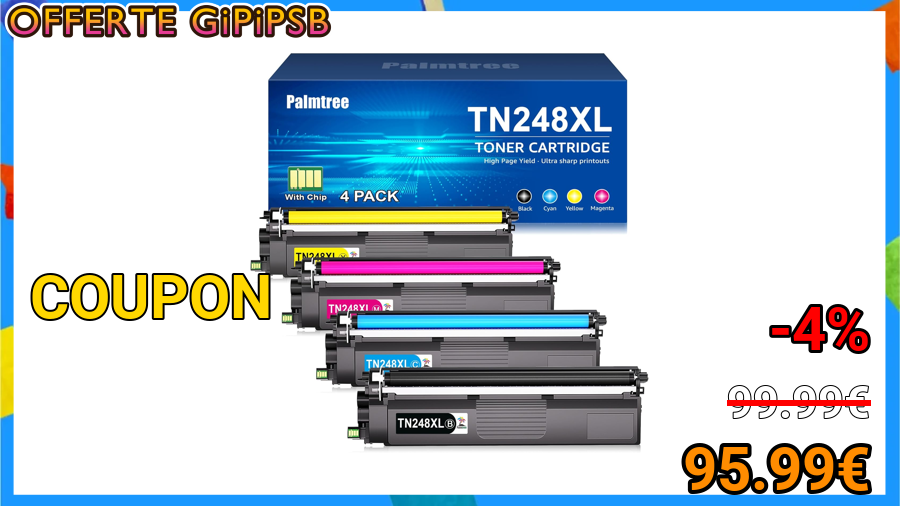 OFFERTE GiPiPSB
Palmtree
Palmtree
TN248XL
TONER CARTRIDGE
High Page Yield · Ultra sharp printouts
With Chip
4 PACK
Black
Cyan
Yellow
Magenta
TN248XL Y
TN248XL M
TN248XL C
TN248XL B
COUPON
-4%
99.99€
95.99€